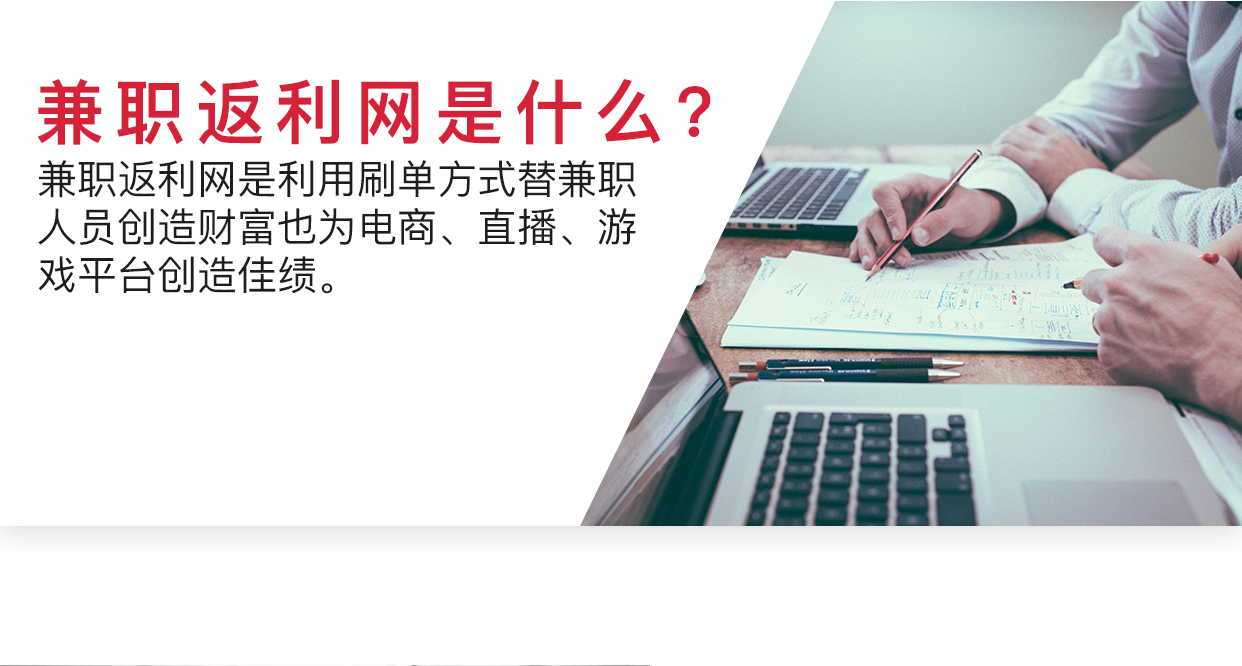 兼职返利网是什么?
兼职返利网是利用刷单方式替兼职
人员创造财富也为电商、直播、游
戏平台创造佳绩。